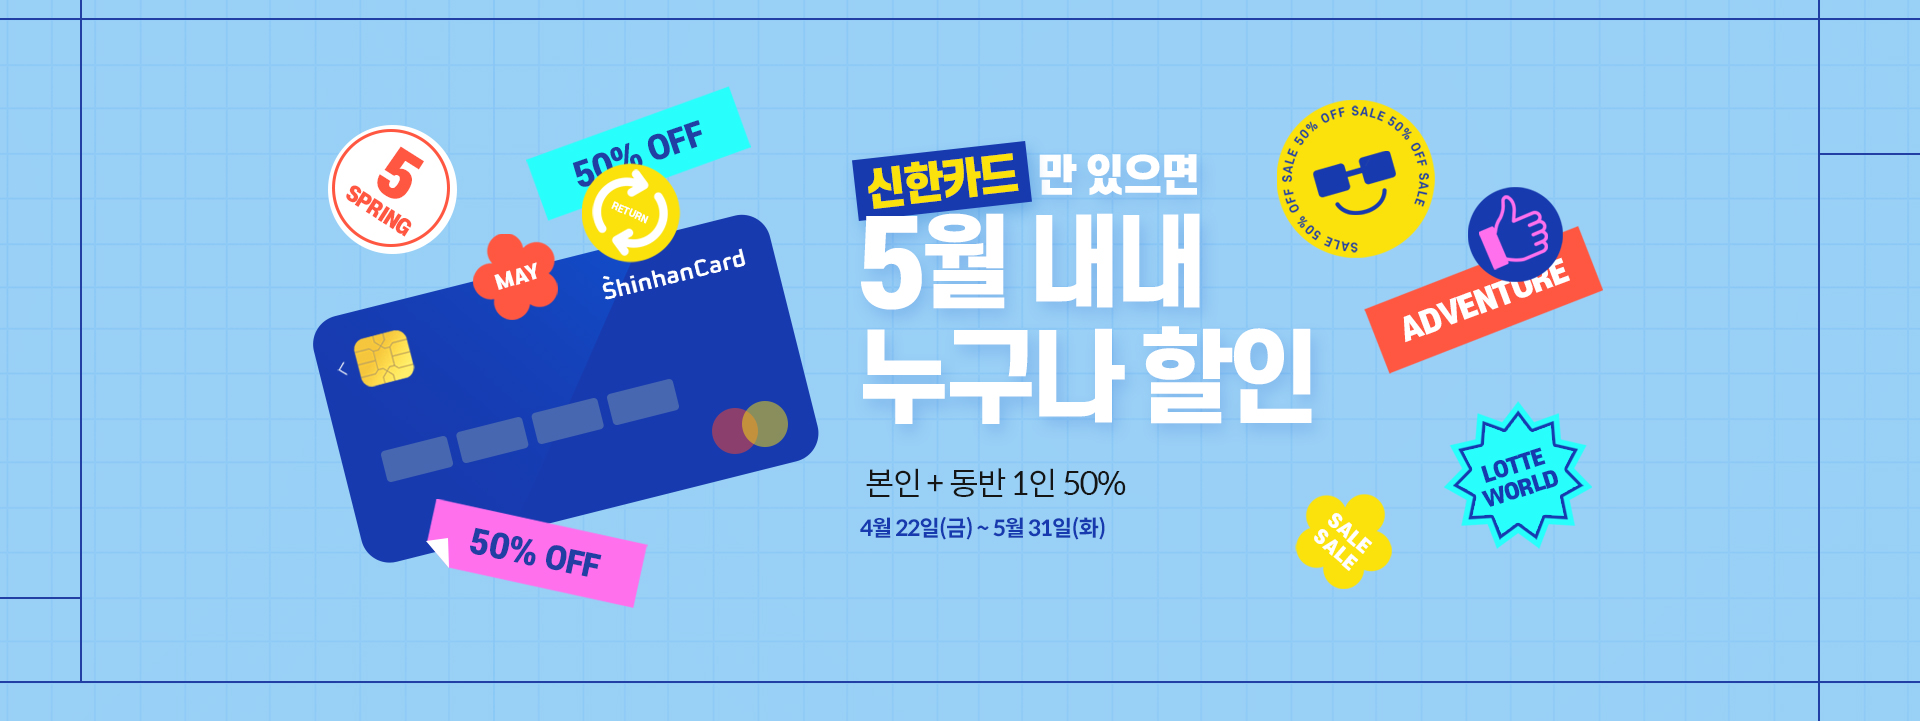 5
SPRING
50% OFF
RETURN
MAY
ShinhanCard
50% OFF
신한카드만 있으면
5월 내내
누구나 할인
본인 + 동반 1인 50%
4월 22일(금) ~ 5월 31일(화)
SALE 50% OFF SALE 50% OFF SALE 50% OFF SALE
ADVENTURE
LOTTE
WORLD
SALE
SALE